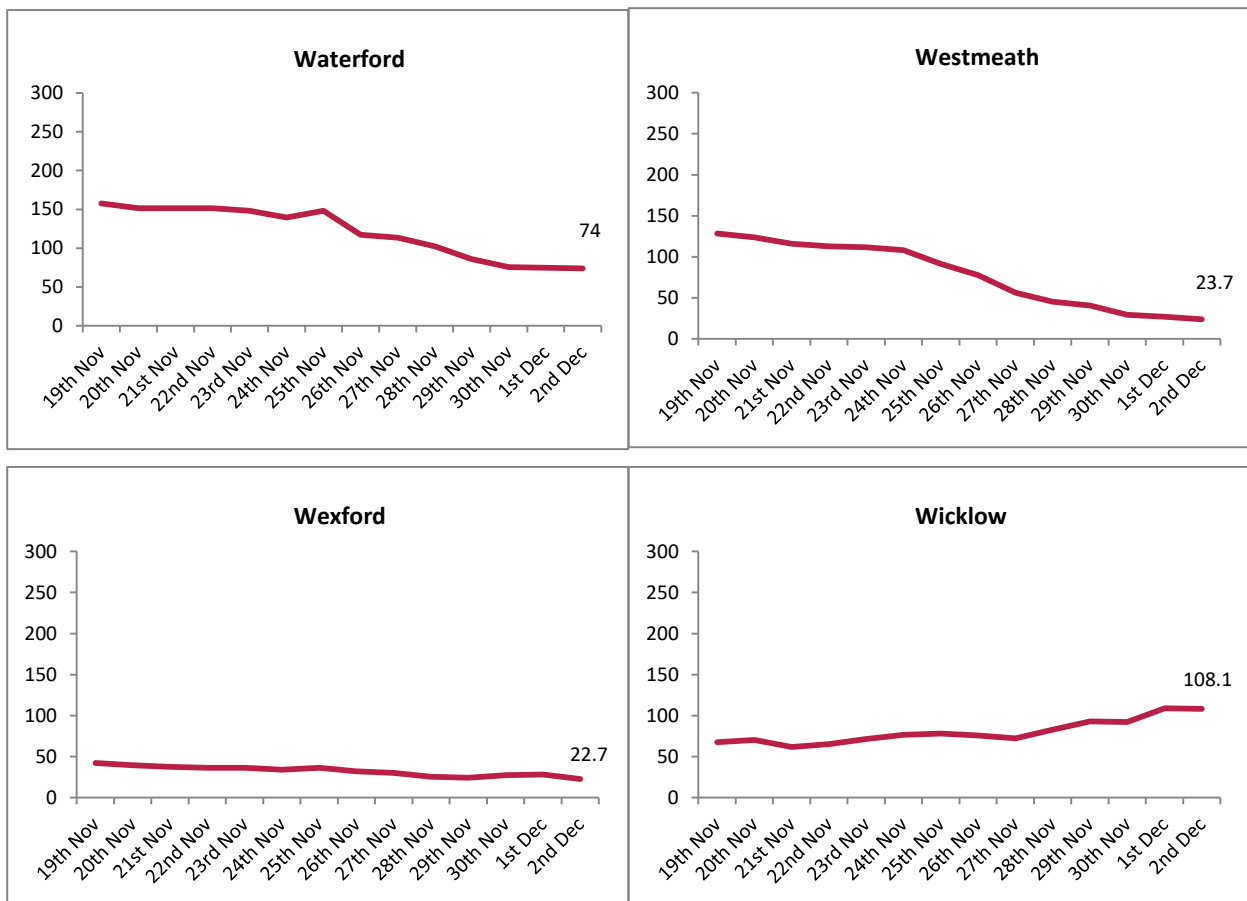 Waterford
300
250
200
150
100
50
0
74
19th Nov
20th Nov
21st Nov
22nd Nov
23rd Nov
24th Nov
25th Nov
26th Nov
27th Nov
28th Nov
29th Nov
30th Nov
1st Dec
2nd Dec
Westmeath
300
250
200
150
100
50
0
23.7
19th Nov
20th Nov
21st Nov
22nd Nov
23rd Nov
24th Nov
25th Nov
26th Nov
27th Nov
28th Nov
29th Nov
30th Nov
1st Dec
2nd Dec
Wexford
300
250
200
150
100
50
0
22.7
19th Nov
20th Nov
21st Nov
22nd Nov
23rd Nov
24th Nov
25th Nov
26th Nov
27th Nov
28th Nov
29th Nov
30th Nov
1st Dec
2nd Dec
Wicklow
300
250
200
150
100
50
0
108.1
19th Nov
20th Nov
21st Nov
22nd Nov
23rd Nov
24th Nov
25th Nov
26th Nov
27th Nov
28th Nov
29th Nov
30th Nov
1st Dec
2nd Dec